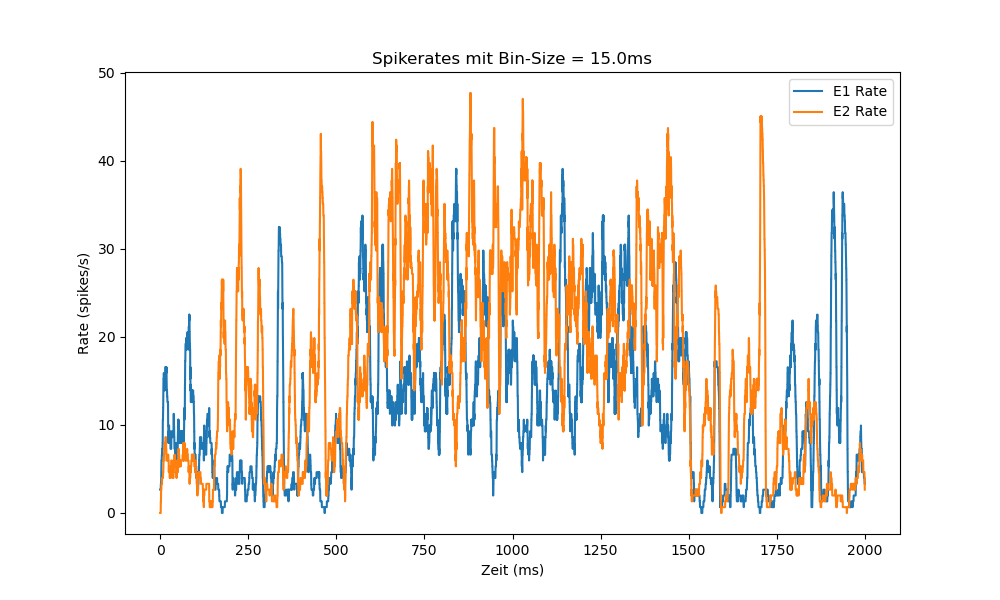 Spikerates mit Bin-Size = 15.0ms
50
40
30
20
10
0
Rate (spikes/s)
E1 Rate
E2 Rate
0 250 500 750 1000 1250 1500 1750 2000
Zeit (ms)